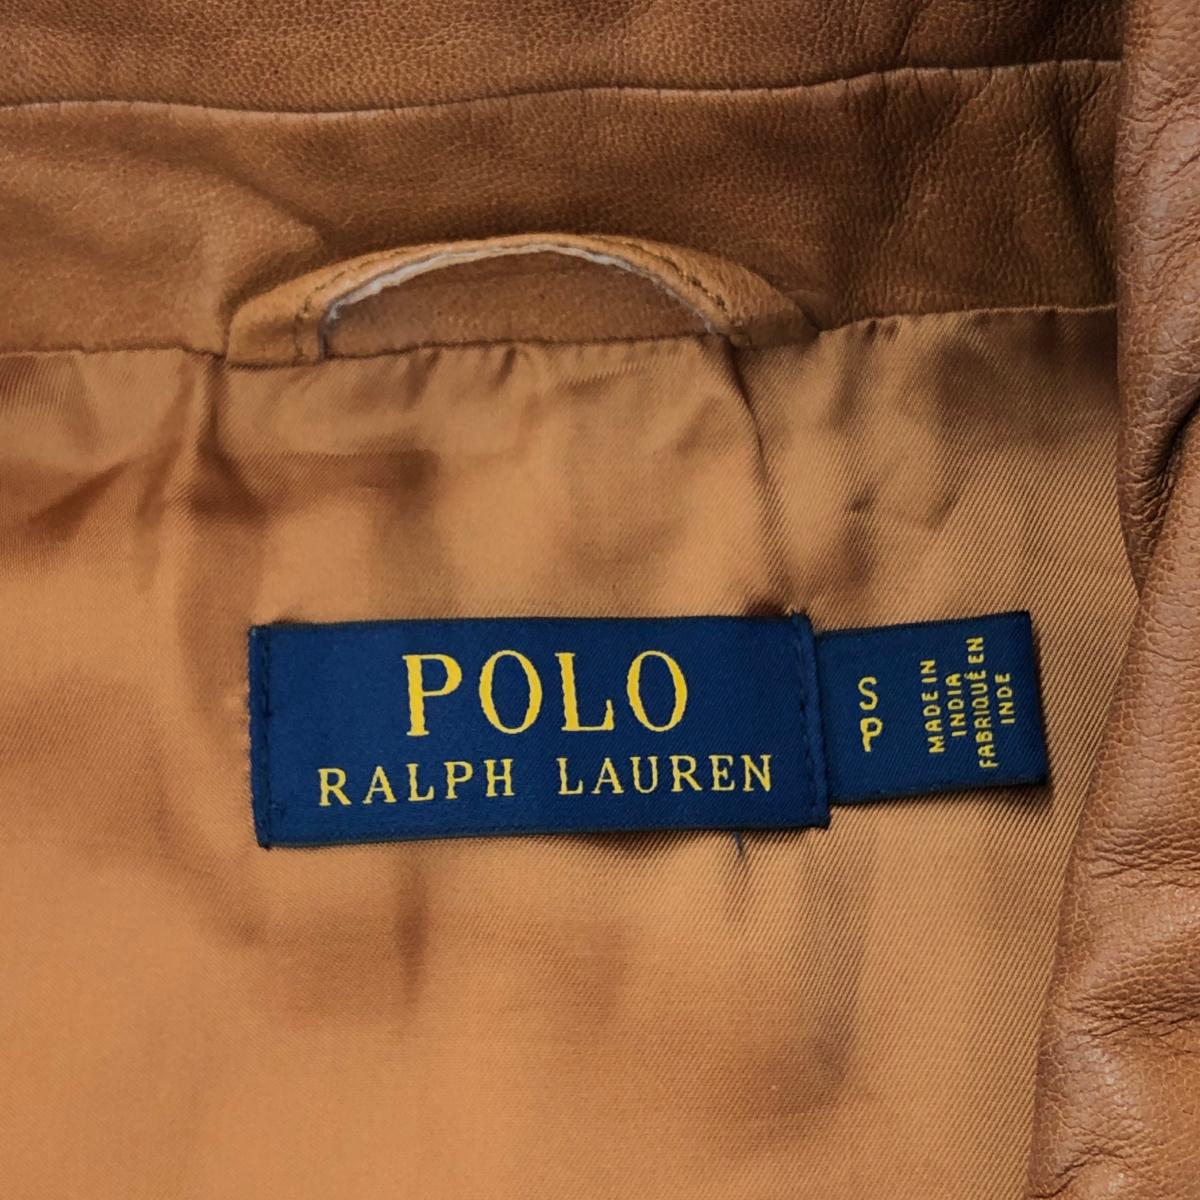 POLO
RALPH LAUREN
S
P
MADE IN
INDIA
FABRIQUÉ EN
INDE